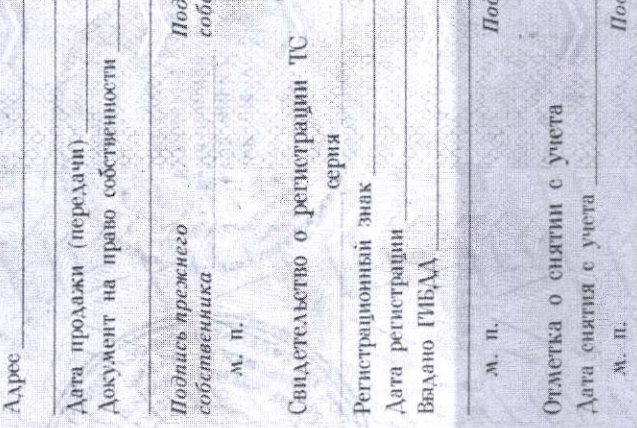 Адрес
Дата продажи (передачи)
Документ на право собственности
Подпись прежнего
собственника
М. П.
Свидетельство о регистрации ТС
серия
Регистрационный знак
Дата регистрации
Выдано ГИБДД
М. П.
Отметка о снятии с учета
Дата снятия с учета
М. П.